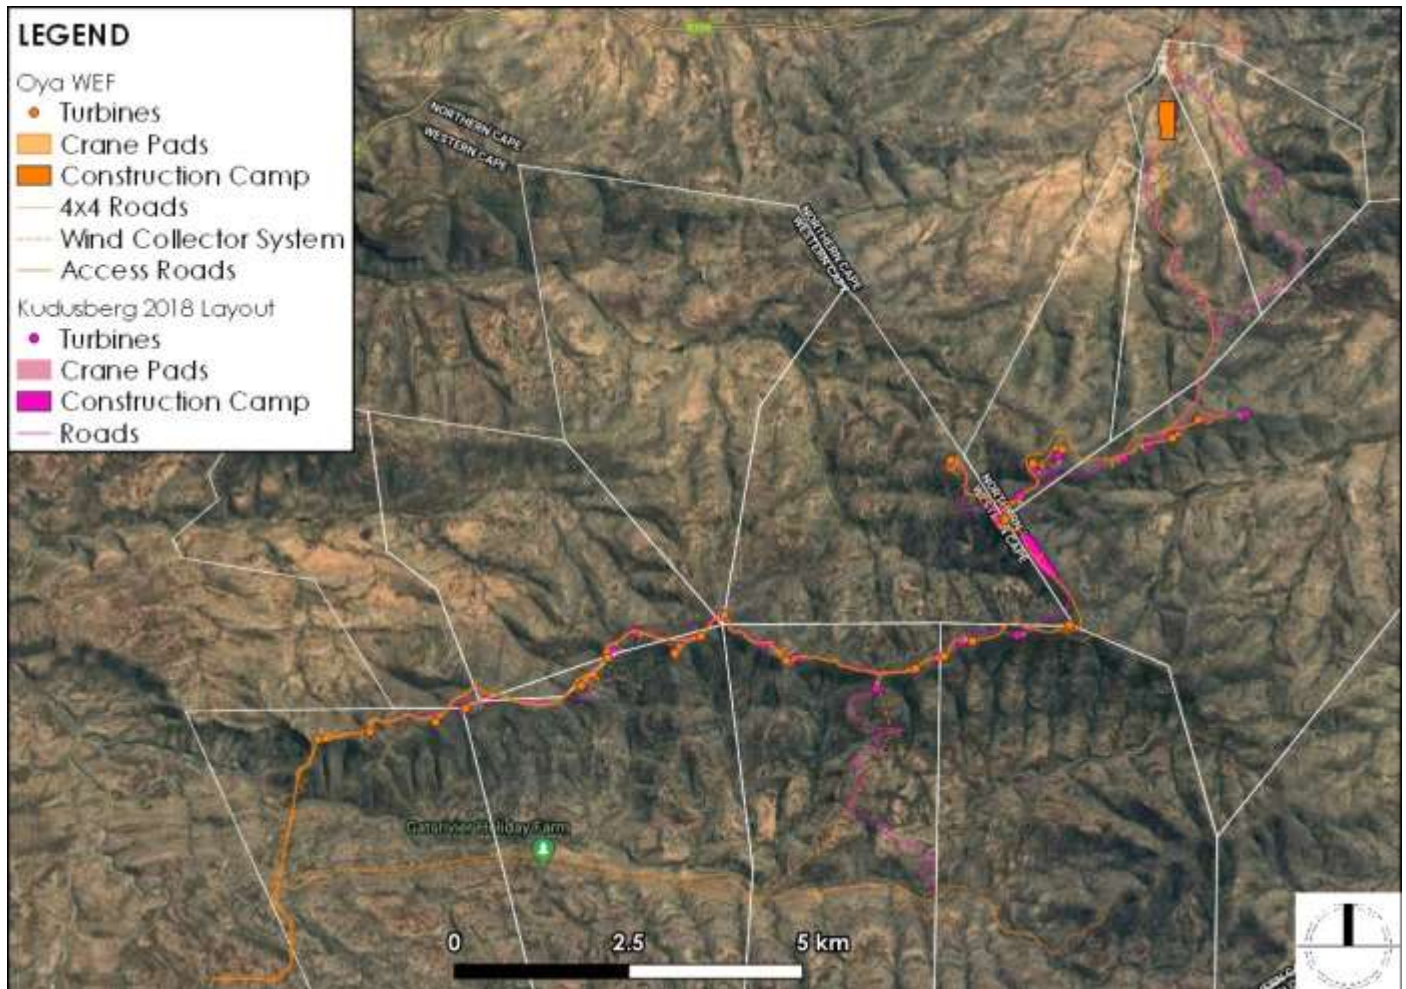 LEGEND
Oya WEF
Turbines
Crane Pads
Construction Camp
4x4 Roads
Wind Collector System
Access Roads
Kudusberg 2018 Layout
Turbines
Crane Pads
Construction Camp
Roads
NORTHERN CAPE
WESTERN CAPE
NORTHERN CAPE
WESTERN CAPE
WESTERN CAPE
Holiday Farm
0 2.5 5 km